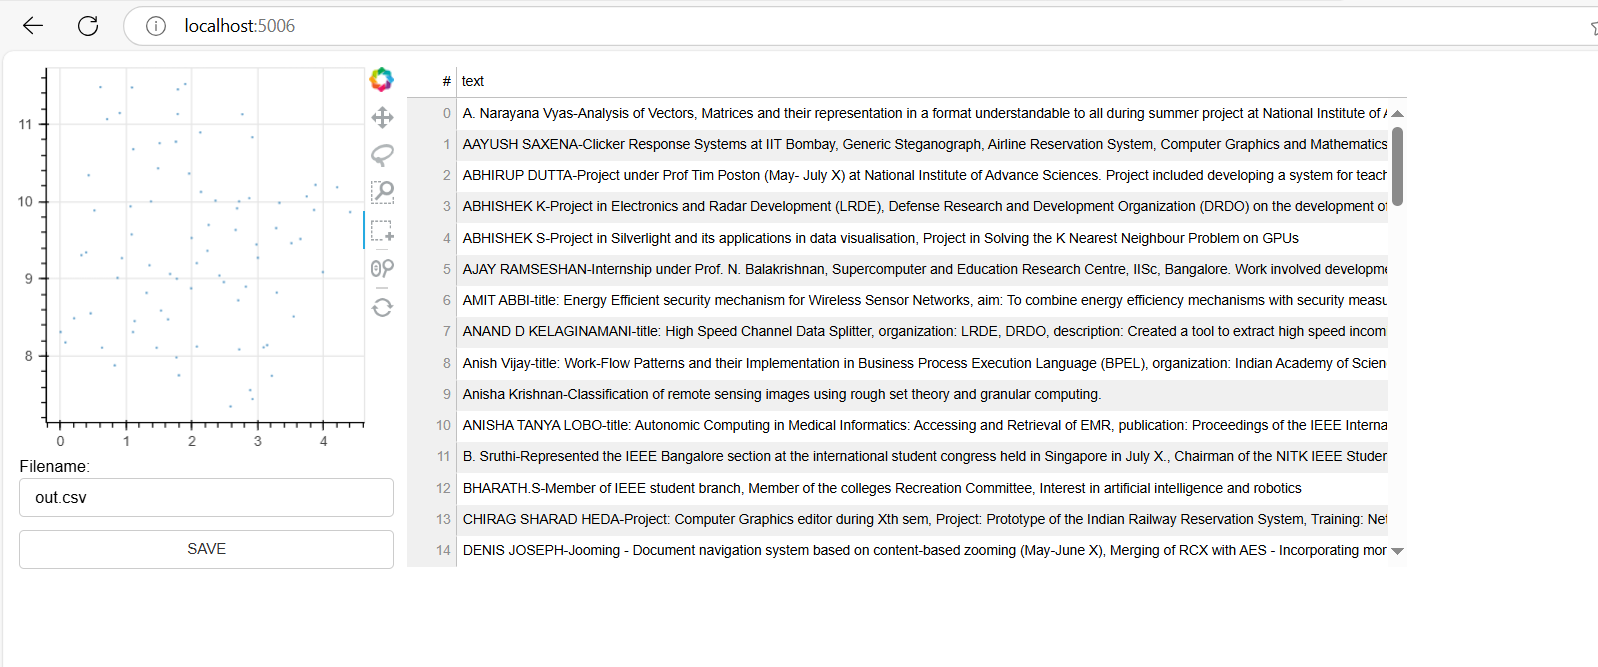 localhost:5006
11
10
9
8
0 1 2 3 4
Filename:
out.csv
SAVE
# text
0 A. Narayana Vyas-Analysis of Vectors, Matrices and their representation in a format understandable to all during summer project at National Institute of
1 AAYUSH SAXENA-Clicker Response Systems at IIT Bombay, Generic Steganograph, Airline Reservation System, Computer Graphics and Mathematics
2 ABHIRUP DUTTA-Project under Prof Tim Poston (May- July X) at National Institute of Advance Sciences. Project included developing a system for teach
3 ABHISHEK K-Project in Electronics and Radar Development (LRDE), Defense Research and Development Organization (DRDO) on the development of
4 ABHISHEK S-Project in Silverlight and its applications in data visualisation, Project in Solving the K Nearest Neighbour Problem on GPUs
5 AJAY RAMSESHAN-Internship under Prof. N. Balakrishnan, Supercomputer and Education Research Centre, IISc, Bangalore. Work involved developme
6 AMIT ABBI-title: Energy Efficient security mechanism for Wireless Sensor Networks, aim: To combine energy efficiency mechanisms with security measu
7 ANAND D KELAGINAMANI-title: High Speed Channel Data Splitter, organization: LRDE, DRDO, description: Created a tool to extract high speed incom
8 Anish Vijay-title: Work-Flow Patterns and their Implementation in Business Process Execution Language (BPEL), organization: Indian Academy of Scien
9 Anisha Krishnan-Classification of remote sensing images using rough set theory and granular computing.
10 ANISHA TANYA LOBO-title: Autonomic Computing in Medical Informatics: Accessing and Retrieval of EMR, publication: Proceedings of the IEEE Interna
11 B. Sruthi-Represented the IEEE Bangalore section at the international student congress held in Singapore in July X., Chairman of the NITK IEEE Studen
12 BHARATH.S-Member of IEEE student branch, Member of the colleges Recreation Committee, Interest in artificial intelligence and robotics
13 CHIRAG SHARAD HEDA-Project: Computer Graphics editor during Xth sem, Project: Prototype of the Indian Railway Reservation System, Training: Net
14 DENIS JOSEPH-Jooming - Document navigation system based on content-based zooming (May-June X), Merging of RCX with AES - Incorporating mor